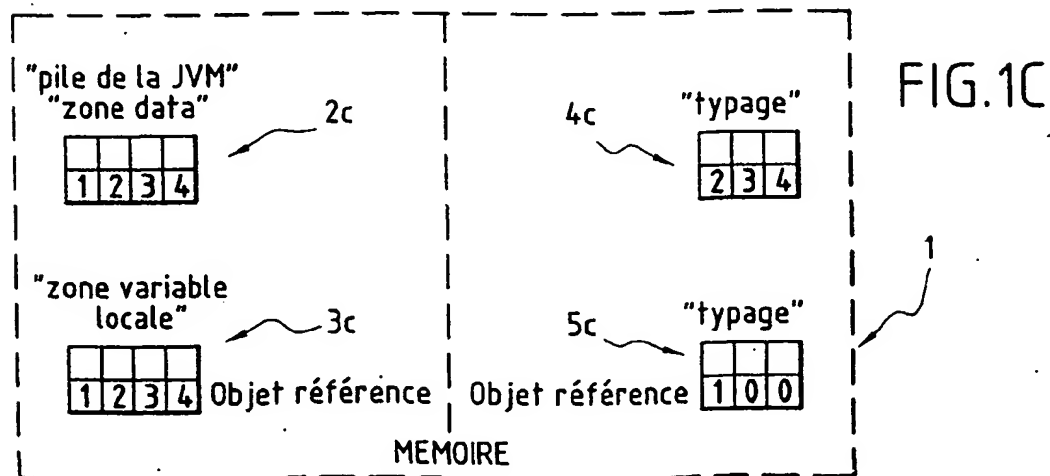 FIG.1C
"pile de la JVM"
"zone data"
2c
1 2 3 4
4c
"typage"
2 3 4
1
"zone variable
locale"
3c
1 2 3 4 Objet référence
5c
"typage"
Objet référence 1 0 0
MEMOIRE